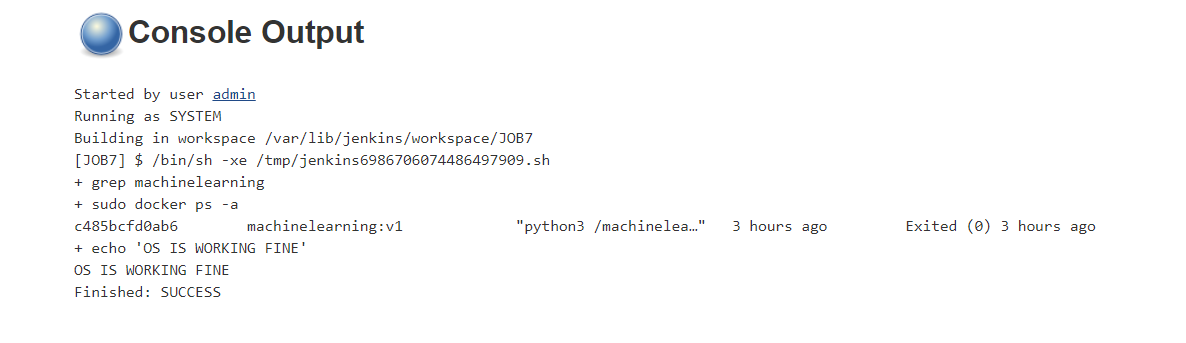 Console Output
Started by user admin
Running as SYSTEM
Building in workspace /var/lib/jenkins/workspace/JOB7
[JOB7] $ /bin/sh -xe /tmp/jenkins6986706074486497909.sh
+ grep machinelearning
+ sudo docker ps -a
c485bcfd0ab6        machinelearning:v1             "python3 /machinelea…"   3 hours ago         Exited (0) 3 hours ago
+ echo 'OS IS WORKING FINE'
OS IS WORKING FINE
Finished: SUCCESS